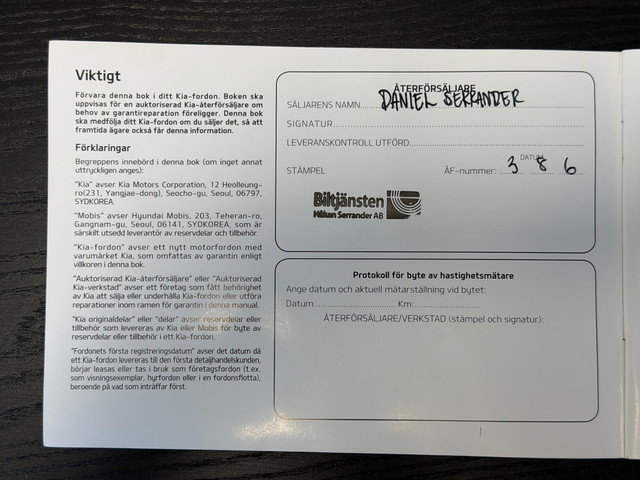 Viktigt
Förvara denna bok i ditt Kia-fordon. Boken ska
uppvisas för en auktoriserad Kia-återförsäljare om
behov av garantireparation föreligger. Denna bok
ska medfölja ditt Kia-fordon om du säljer det, så att
framtida ägare också får denna information.
Förklaringar
Begreppens innebörd i denna bok (om inget annat
uttryckligen anges):
"Kia" avser Kia Motors Corporation, 12 Heolleung-
ro(231, Yangjae-dong), Seocho-gu, Seoul, 06797,
SYDKOREA.
"Mobis" avser Hyundai Mobis, 203, Teheran-ro,
Gangnam-gu, Seoul, 06141, SYDKOREA, som är
särskilt utsedd leverantör av reservdelar och tillbehör.
"Kia-fordon" avser ett nytt motorfordon med
varumärket Kia, som omfattas av garantin enligt
villkoren i denna bok.
"Auktoriserad Kia-återförsäljare" eller "Auktoriserad
Kia-verkstad" avser ett företag som fått behörighet
av Kia att sälja eller underhålla Kia-fordon eller utföra
reparationer inom ramen för garantin i denna manual.
"Kia originaldelar" eller "delar" avser reservdelar eller
tillbehör som levereras av Kia eller Mobis för byte av
reservdelar eller tillbehör i ett Kia-fordon.
"Fordonets första registreringsdatum" avser det datum då
ett Kia-fordon levereras till den första detaljhandelskunden,
börjar leasas eller tas i bruk som företagsfordon (t.ex.
som visningsexemplar, hyrfordon eller i en fordonsflotta),
beroende på vad som inträffar först.
ÅTERFÖRSÄLJARE
SÄLJARENS NAMN DANIEL SERRANDER
SIGNATUR
LEVERANSKONTROLL UTFÖRD
DATUM
STÄMPEL ÅF-nummer: 3 8 6
Biltjänsten
Håkan Serrander AB
Protokoll för byte av hastighetsmätare
Ange datum och aktuell mätarställning vid bytet:
Datum: Km:
ÅTERFÖRSÄLJARE/VERKSTAD (stämpel och signatur):